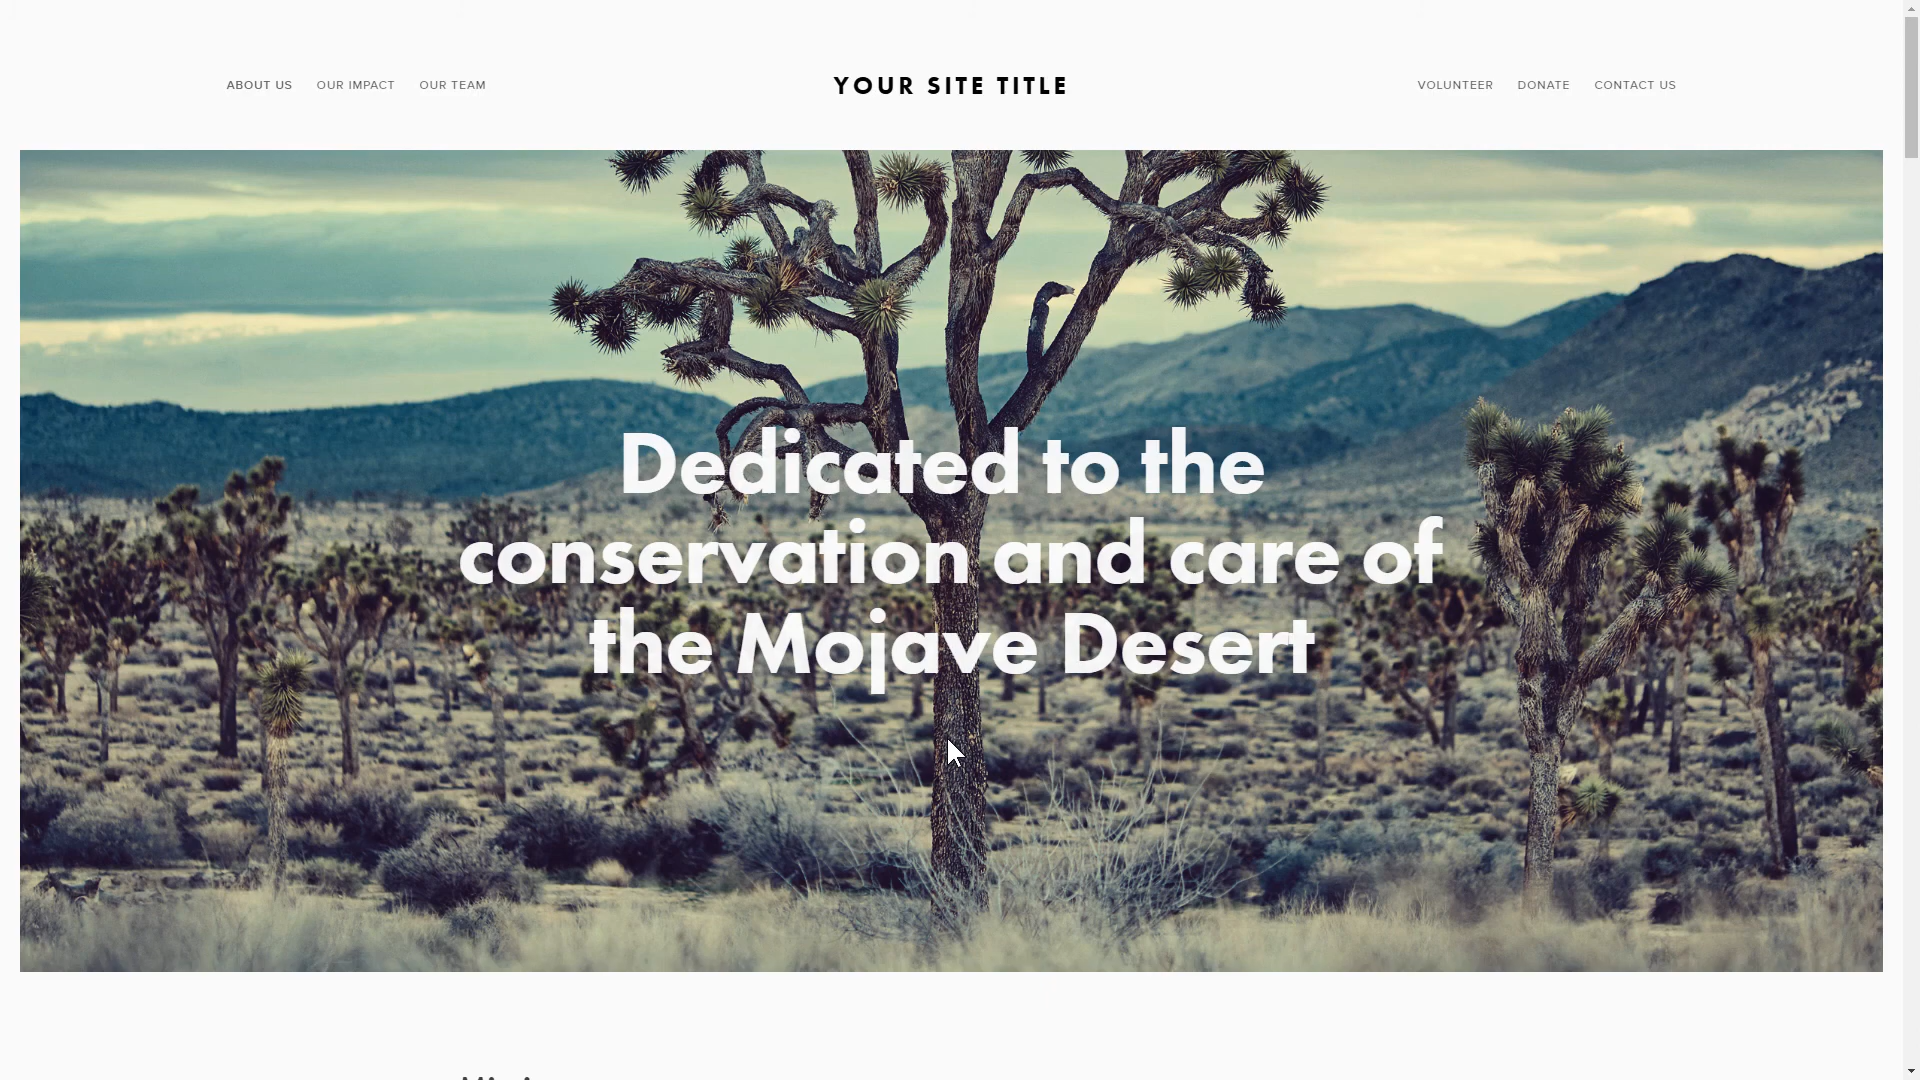 ABOUT US OUR IMPACT OUR TEAM YOUR SITE TITLE VOLUNTEER DONATE CONTACT US
Dedicated to the
conservation and care of
the Mojave Desert